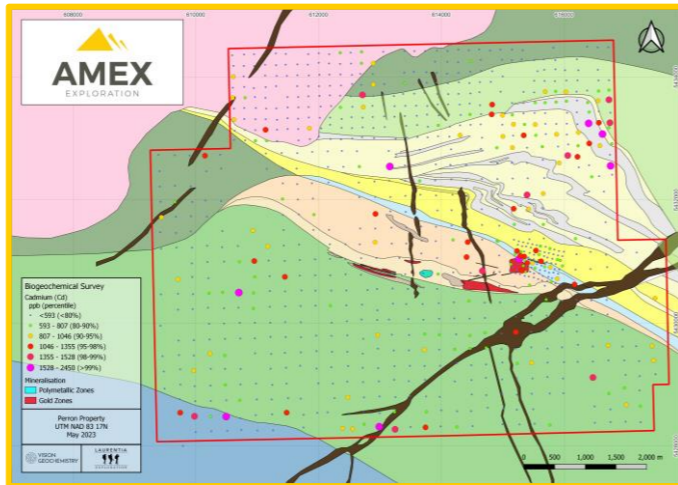 608000 610000 612000 614000 616000
AMEX
EXPLORATION
5432000
5430000
Biogeochemical Survey
Cadmium (Cd)
ppb (percentile)
<593 (<80%)
593 - 807 (80-90%)
807 - 1046 (90-95%)
1046 - 1355 (95-98%)
1355 - 1528 (98-99%)
1528 - 2450 (>99%)
Mineralisation
Polymetallic Zones
Gold Zones
Perron Property
UTM NAD 83 17N
May 2023
VISION
GEOCHEMISTRY
LAURENTIA
EXPLORATION
0 500 1,000 1,500 2,000 m